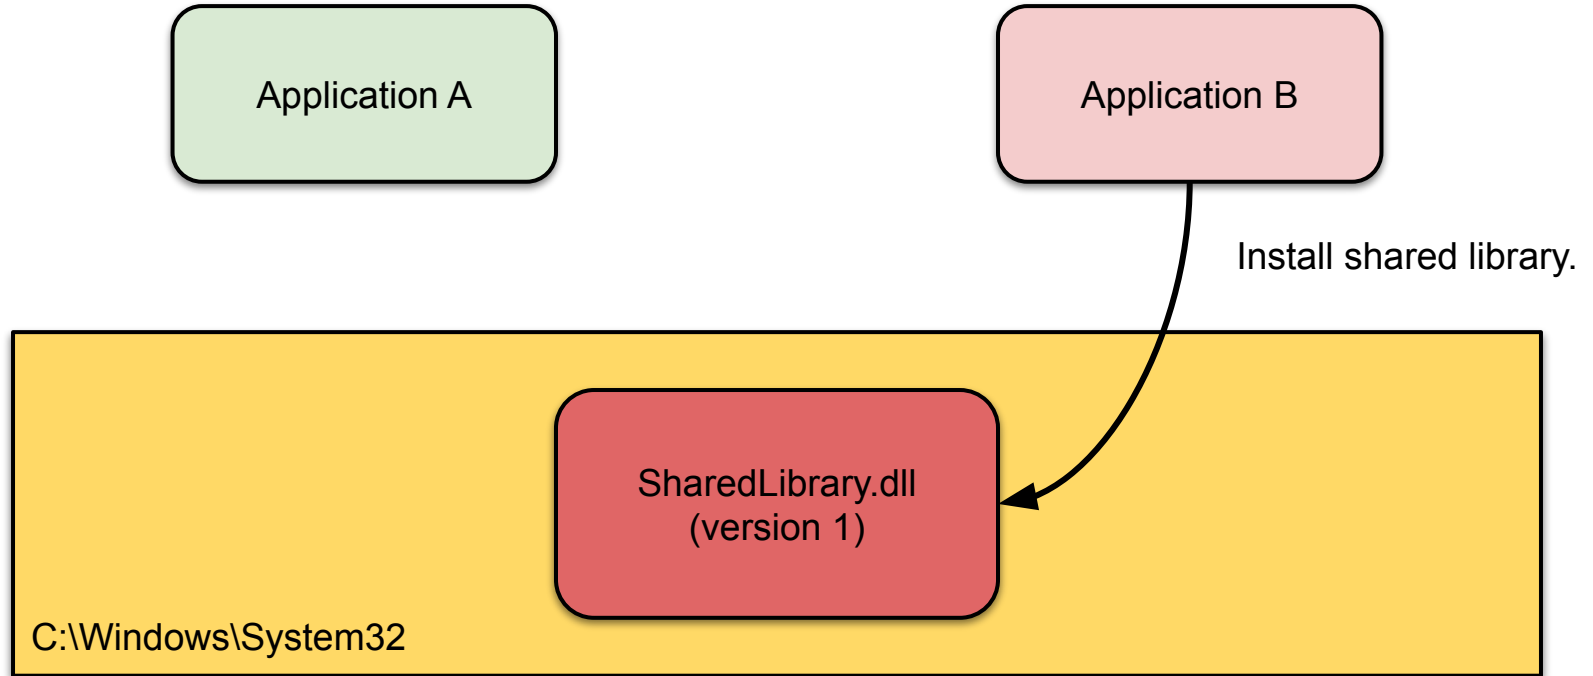 Application A
Application B
Install shared library.
SharedLibrary.dll
(version 1)
C:\Windows\System32